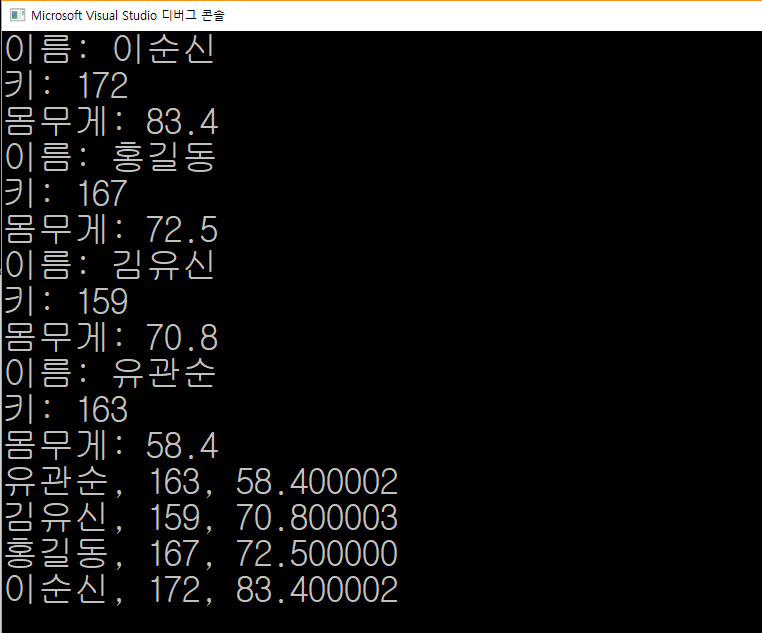 Microsoft Visual Studio 디버그 콘솔
이름: 이순신
키: 172
몸무게: 83.4
이름: 홍길동
키: 167
몸무게: 72.5
이름: 김유신
키: 159
몸무게: 70.8
이름: 유관순
키: 163
몸무게: 58.4
유관순, 163, 58.400002
김유신, 159, 70.800003
홍길동, 167, 72.500000
이순신, 172, 83.400002